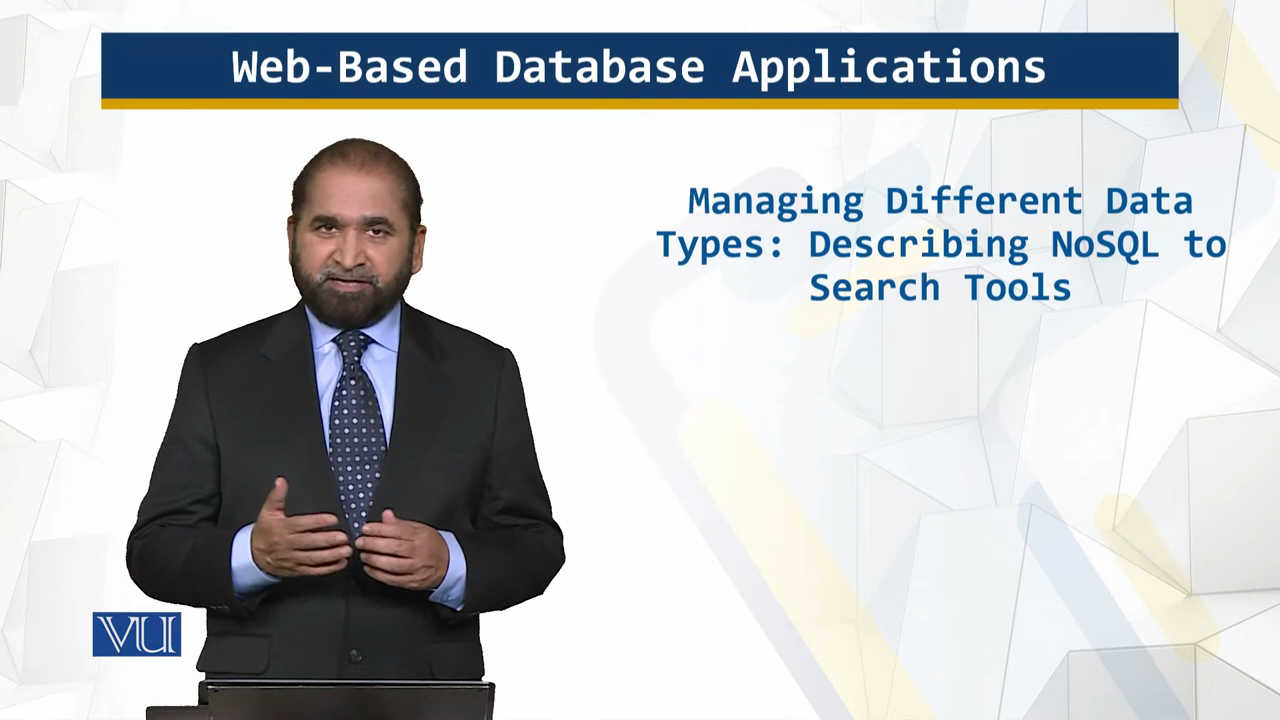 Web-Based Database Applications
Managing Different Data
Types: Describing NoSQL to
Search Tools
VU